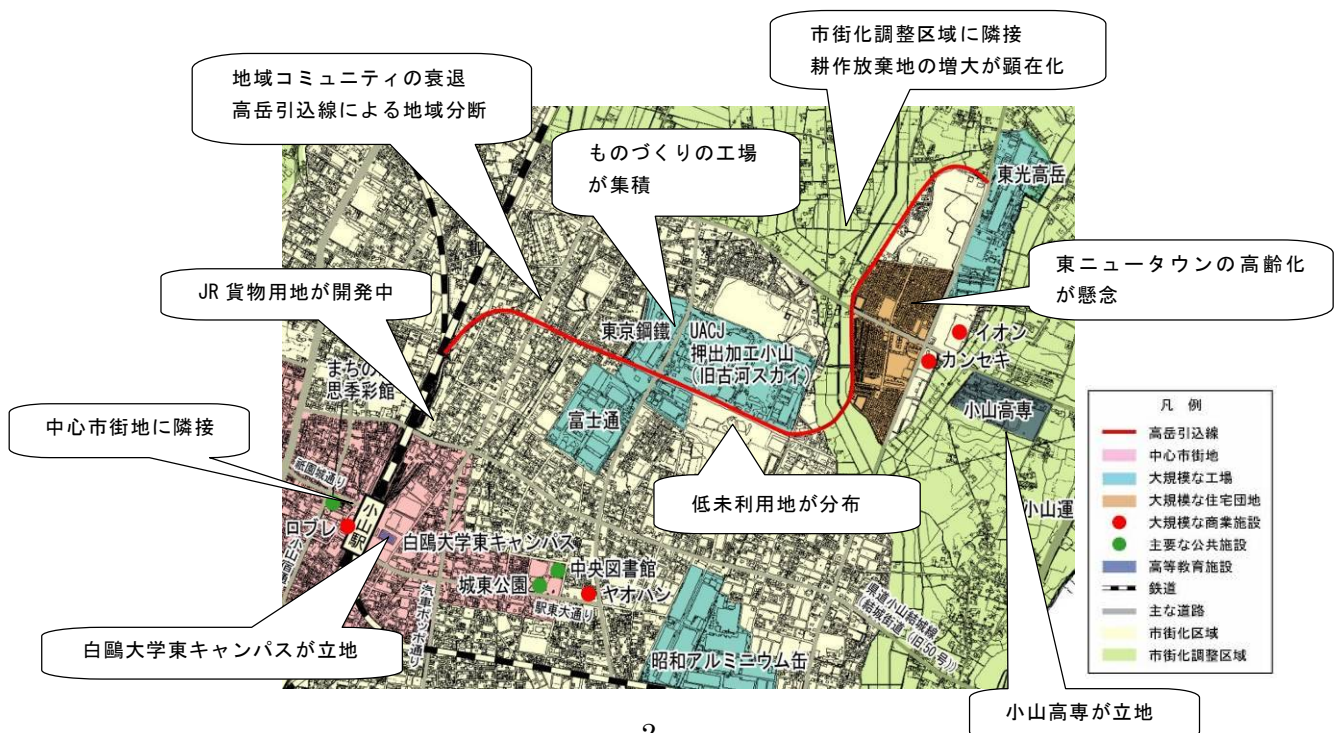 市街化調整区域に隣接
耕作放棄地の増大が顕在化
地域コミュニティの衰退
高岳引込線による地域分断
ものづくりの工場
が集積
東光高岳
東ニュータウンの高齢化
が懸念
JR貨物用地が開発中
東京鋼鐵
UACJ
押出加工小山
(旧古河スカイ)
イオン
カンセキ
まちの
思季彩館
小山高専
富士通
中心市街地に隣接
祇園城通り
低未利用地が分布
小山運
ロブレ
小山駅
白鷗大学東キャンパス
中央図書館
城東公園
ヤオハン
駅東大通り
汽車ポッポ通り
県道小山結城線
(結城街道(旧50号))
白鷗大学東キャンパスが立地
昭和アルミニウム缶
小山高専が立地
凡 例
高岳引込線
中心市街地
大規模な工場
大規模な住宅団地
大規模な商業施設
主要な公共施設
高等教育施設
鉄道
主な道路
市街化区域
市街化調整区域